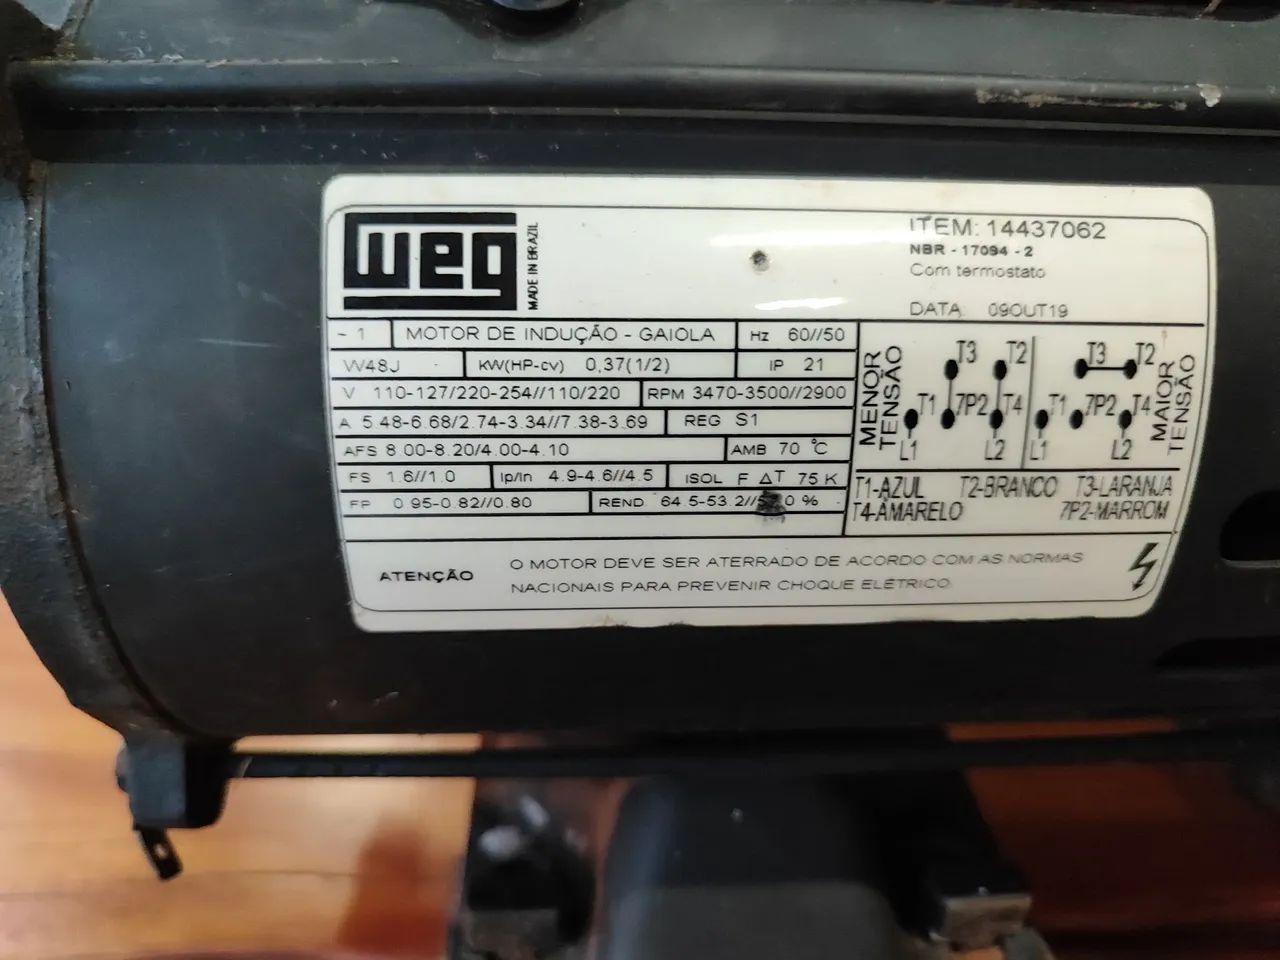 WEG
MADE IN BRAZIL
ITEM: 14437062
NBR - 17094 - 2
Com termostato
DATA 09OUT19
~ 1 MOTOR DE INDUÇÃO - GAIOLA Hz 60//50
W48J KW(HP-cv) 0,37(1/2) IP 21
V 110-127/220-254//110/220 RPM 3470-3500//2900
A 5.48-6.68/2.74-3.34//7.38-3.69 REG S1
AFS 8.00-8.20/4.00-4.10 AMB 70 °C
FS 1.6//1.0 Ip/In 4.9-4.6//4.5 ISOL F ΔT 75 K
FP 0.95-0.82//0.80 REND 64.5-53.2// 0 %
MENOR TENSÃO
T3 T2
T1 7P2 T4
L1 L2
T3 T2
T1 7P2 T4
L1 L2
MAIOR TENSÃO
T1-AZUL T2-BRANCO T3-LARANJA
T4-AMARELO 7P2-MARROM
ATENÇÃO
O MOTOR DEVE SER ATERRADO DE ACORDO COM AS NORMAS
NACIONAIS PARA PREVENIR CHOQUE ELÉTRICO.